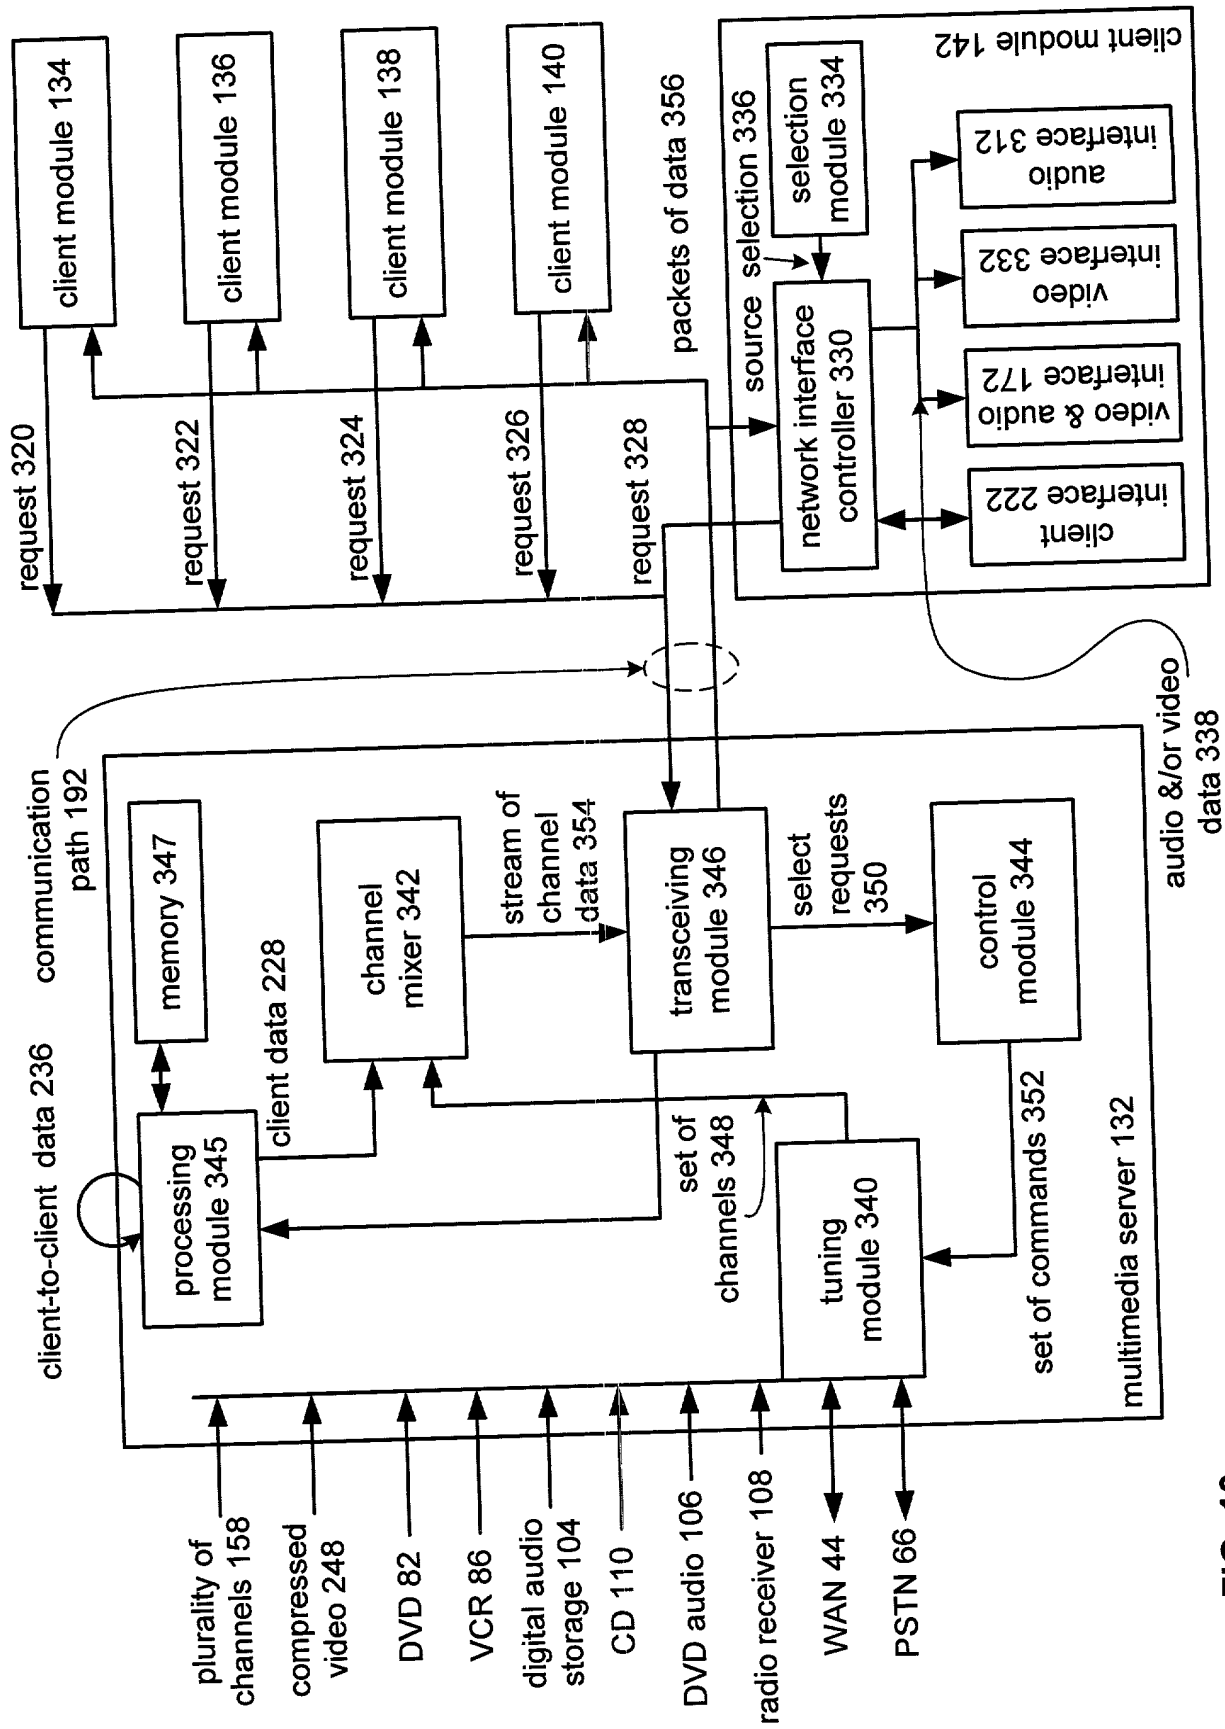 client-to-client data 236
communication
path 192
plurality of
channels 158
compressed
video 248
DVD 82
VCR 86
digital audio
storage 104
CD 110
DVD audio 106
radio receiver 108
WAN 44
PSTN 66
processing
module 345
memory 347
client data 228
channel
mixer 342
stream of
channel
data 354
set of
channels 348
transceiving
module 346
select
requests
350
tuning
module 340
control
module 344
set of commands 352
multimedia server 132
request 320
client module 134
request 322
client module 136
request 324
client module 138
request 326
client module 140
request 328
packets of data 356
source selection 336
selection
module 334
network interface
controller 330
client
interface 222
video & audio
interface 172
video
interface 332
audio
interface 312
client module 142
audio &/or video
data 338